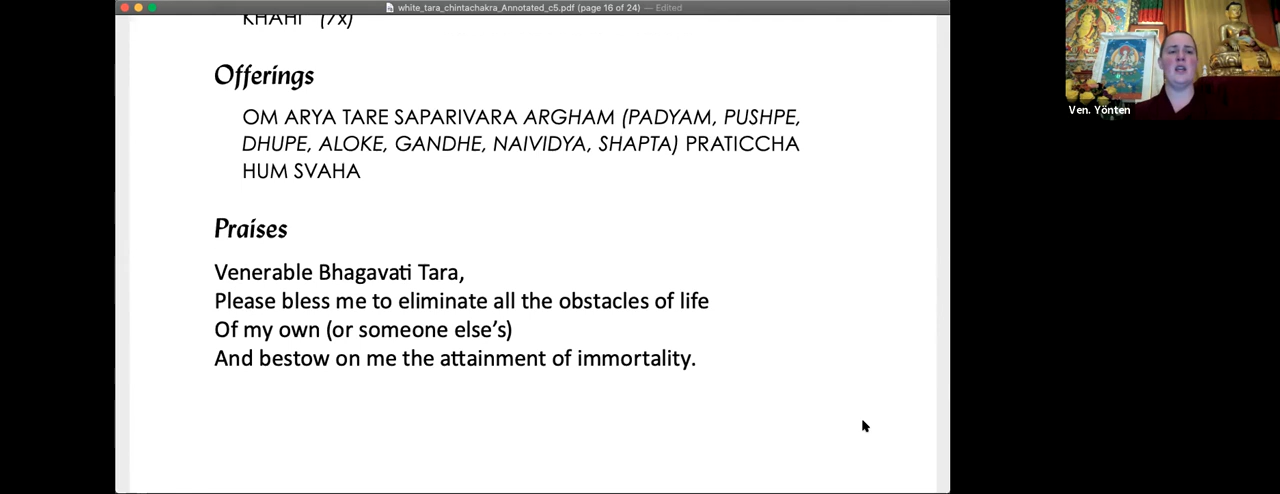 white_tara_chintachakra_Annotated_c5.pdf (page 16 of 24) — Edited
KHAHI (7x)
Offerings
OM ARYA TARE SAPARIVARA ARGHAM (PADYAM, PUSHPE,
DHUPE, ALOKE, GANDHE, NAIVIDYA, SHAPTA) PRATICCHA
HUM SVAHA
Praises
Venerable Bhagavati Tara,
Please bless me to eliminate all the obstacles of life
Of my own (or someone else's)
And bestow on me the attainment of immortality.
Ven. Yönten